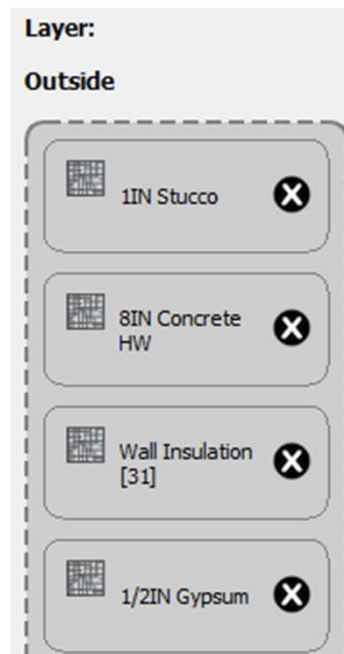 Layer:
Outside
1IN Stucco
8IN Concrete
HW
Wall Insulation
[31]
1/2IN Gypsum